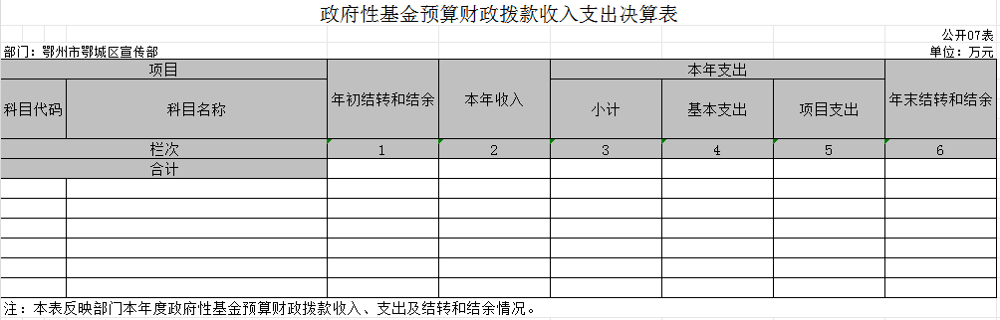 政府性基金预算财政拨款收入支出决算表
公开07表
部门：鄂州市鄂城区宣传部 单位：万元
项目 年初结转和结余 本年收入 本年支出 年末结转和结余
科目代码 科目名称 小计 基本支出 项目支出
栏次 1 2 3 4 5 6
合计
注：本表反映部门本年度政府性基金预算财政拨款收入、支出及结转和结余情况。